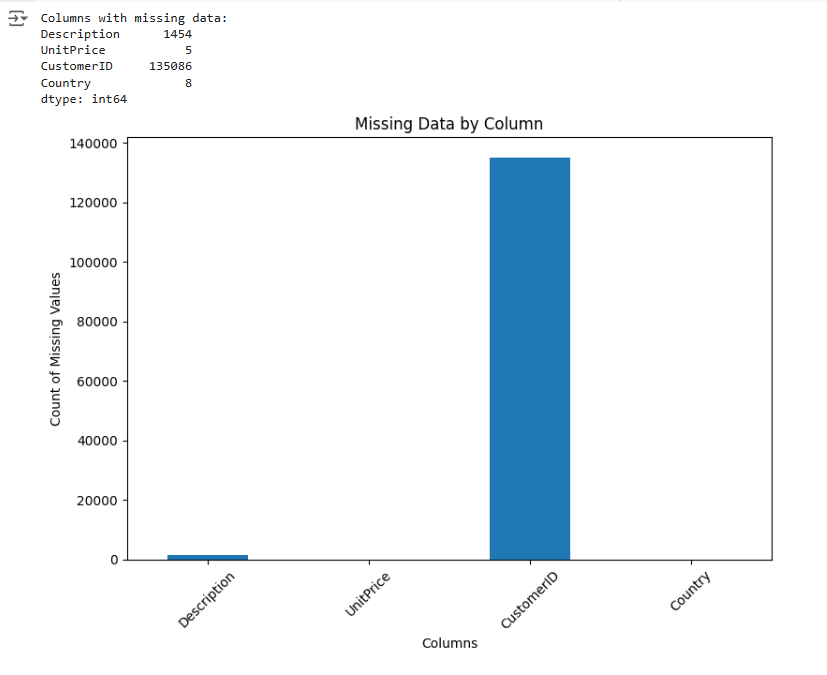 Columns with missing data:
Description 1454
UnitPrice 5
CustomerID 135086
Country 8
dtype: int64
Missing Data by Column
140000
120000
100000
80000
60000
40000
20000
0
Count of Missing Values
Description
UnitPrice
CustomerID
Country
Columns